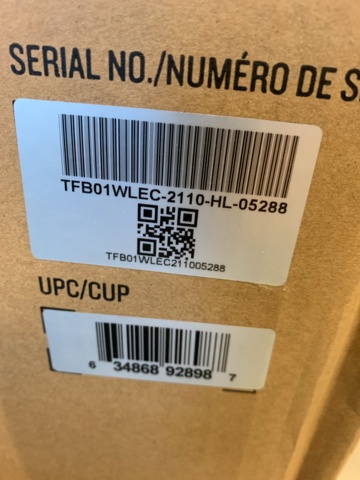 SERIAL NO./NUMÉRO DE S
TFB01WLEC-2110-HL-05288
TFB01WLEC211005288
UPC/CUP
6 34868 92898 7